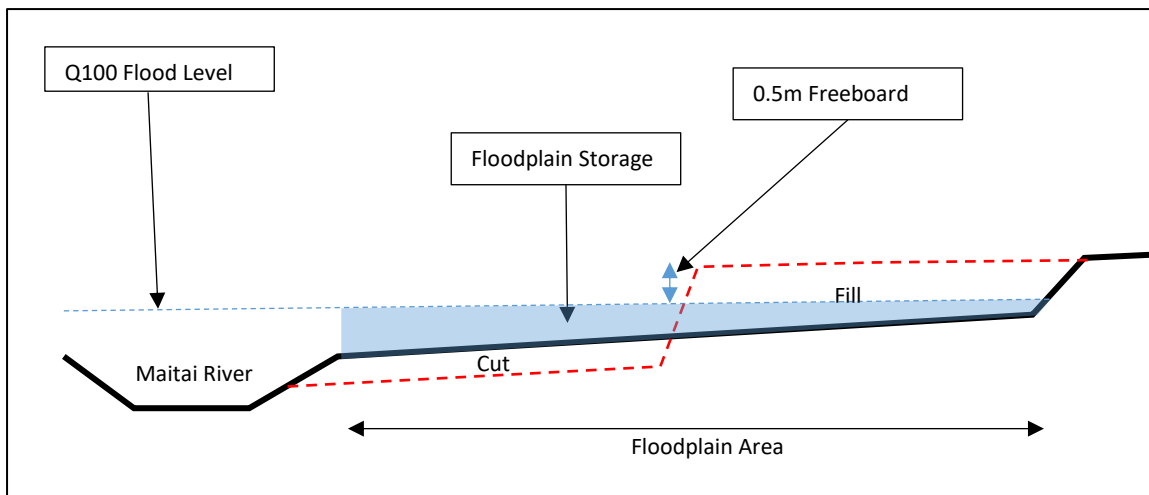 Q100 Flood Level
0.5m Freeboard
Floodplain Storage
Fill
Cut
Maitai River
Floodplain Area